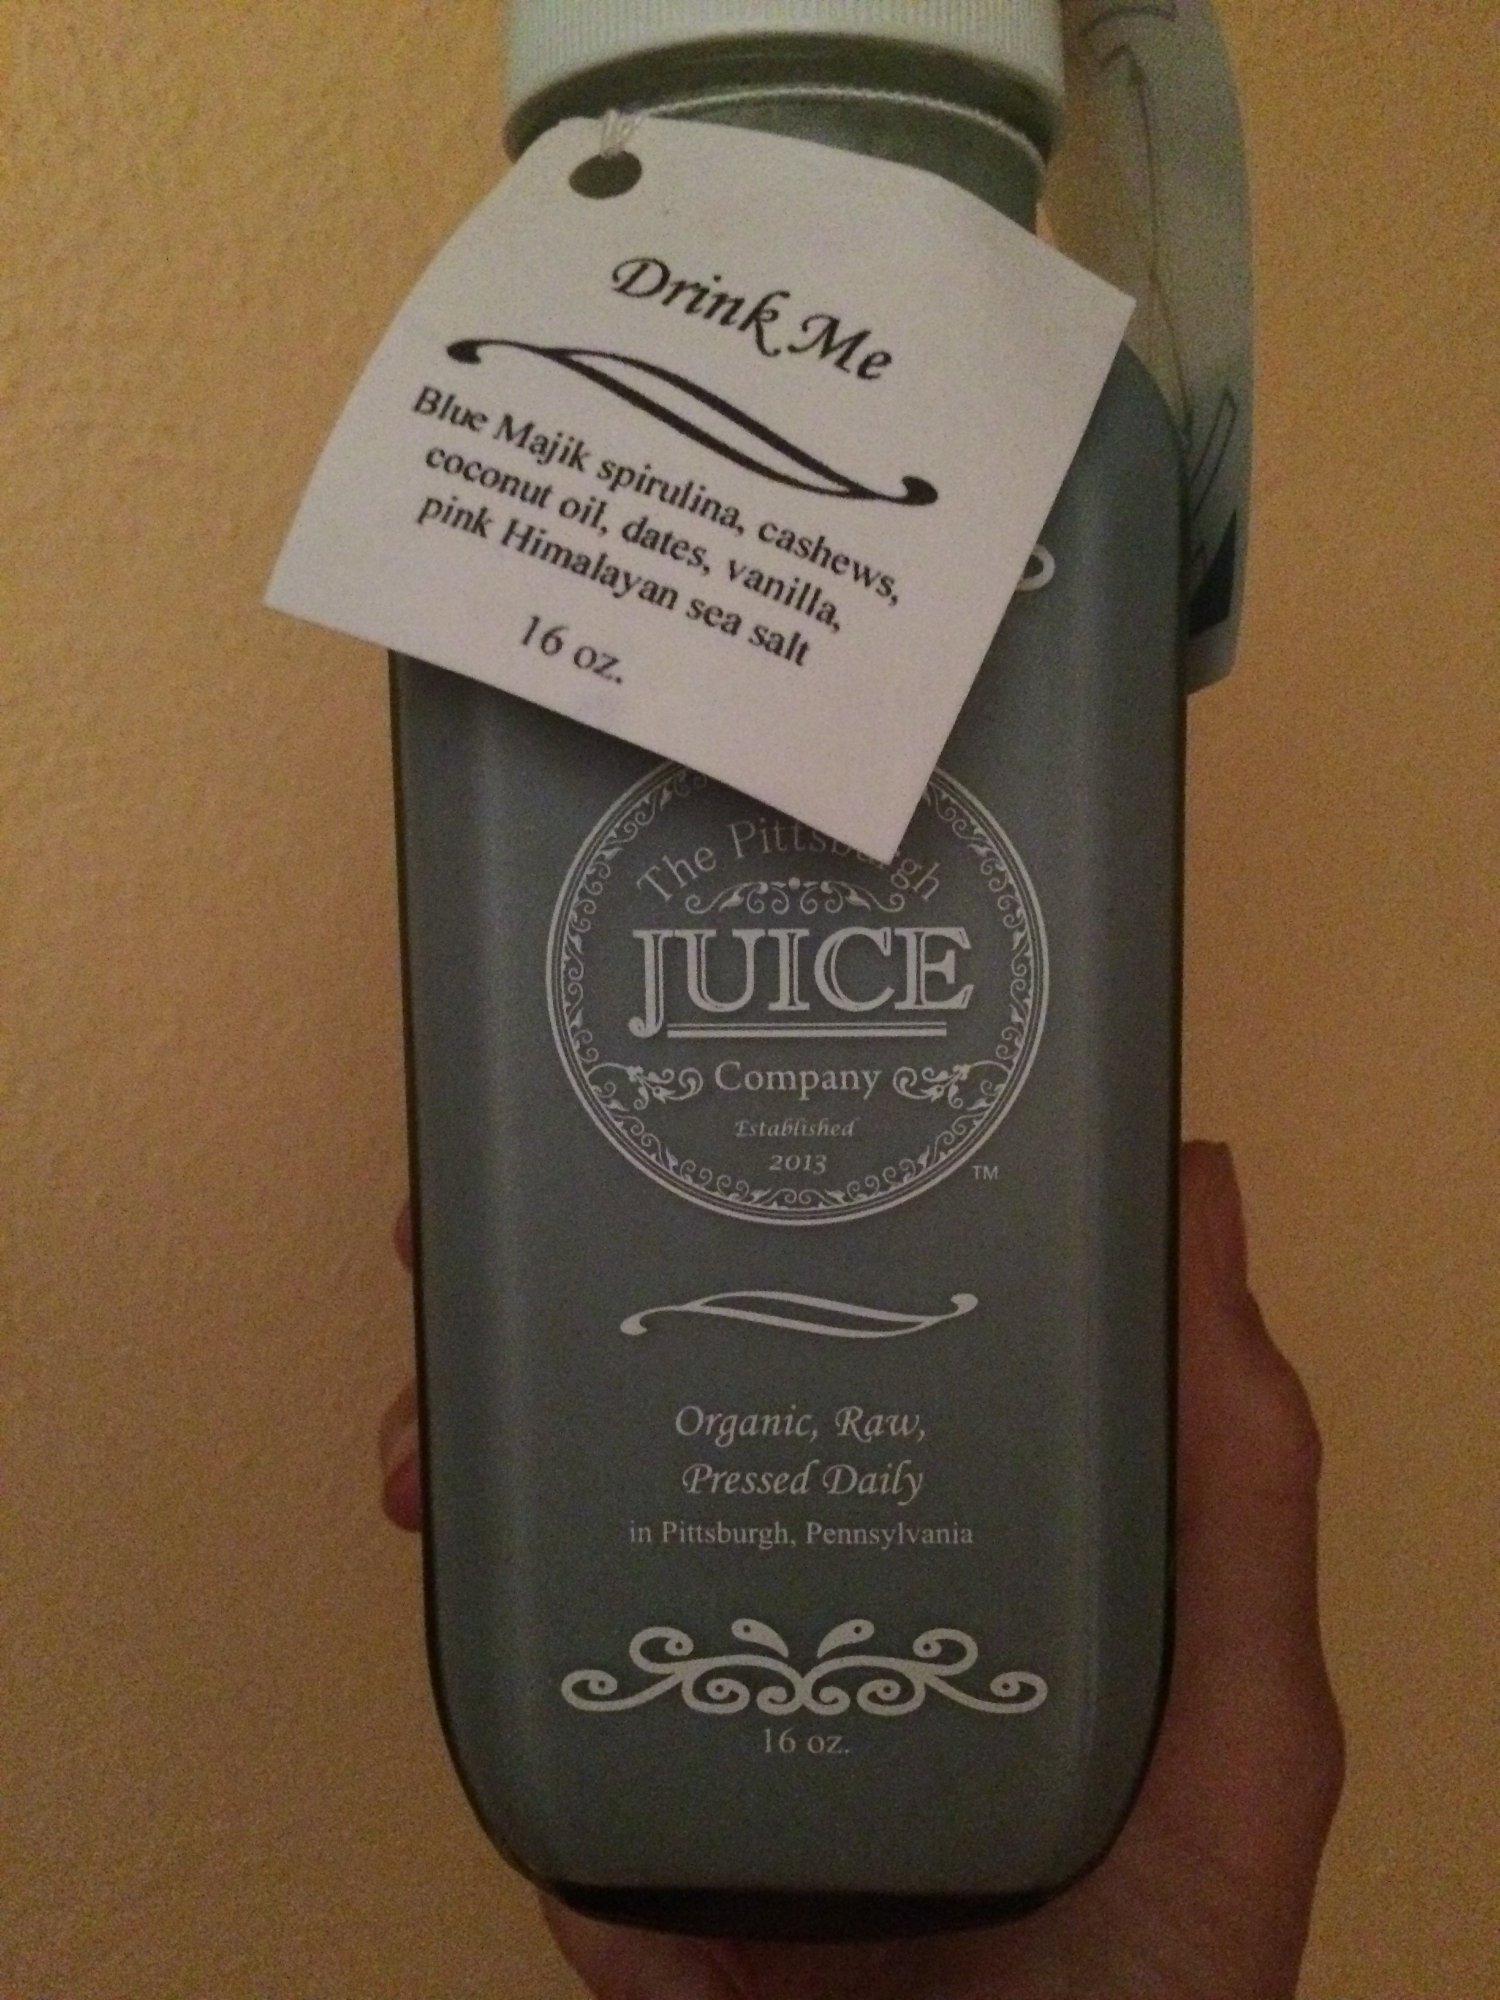 Drink Me
Blue Majik spirulina, cashews,
coconut oil, dates, vanilla,
pink Himalayan sea salt
16 oz.
The Pittsburgh
JUICE
Company
Established
2013
TM
Organic, Raw,
Pressed Daily
in Pittsburgh, Pennsylvania
16 oz.